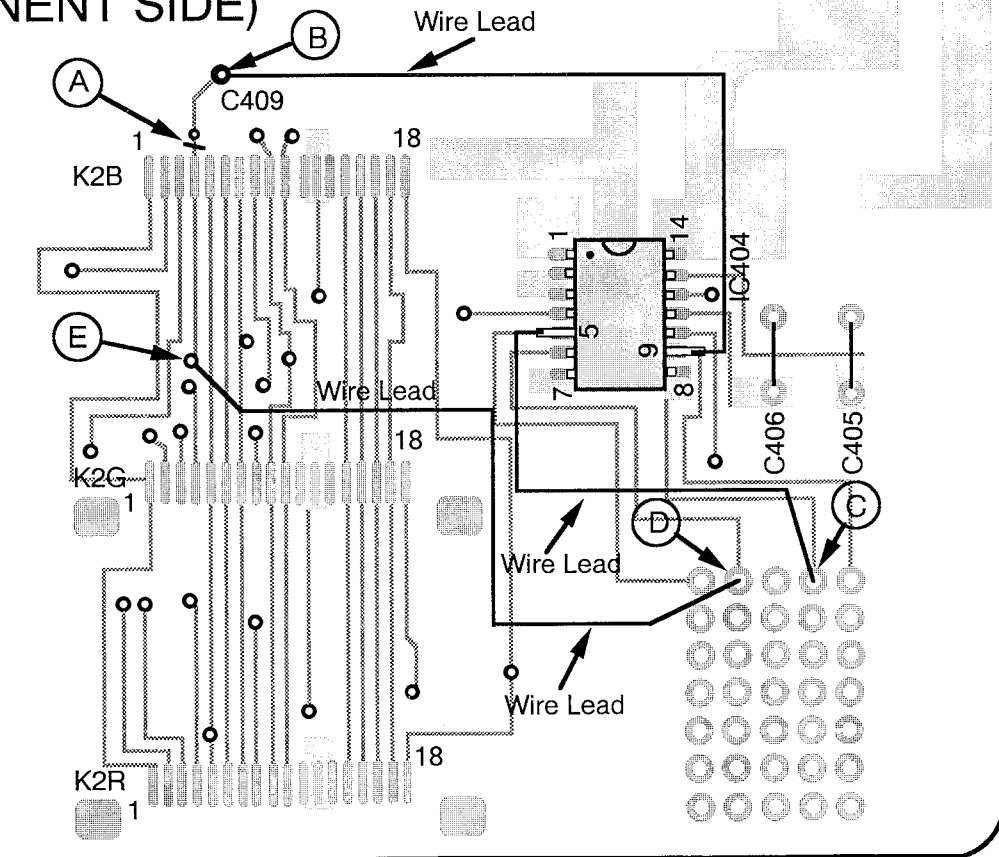 NENT SIDE)
B
Wire Lead
A
C409
1
18
K2B
1
14
IC404
E
5
9
Wire Lead
7
8
18
C406
C405
K2G
1
D
C
Wire Lead
Wire Lead
18
K2R
1